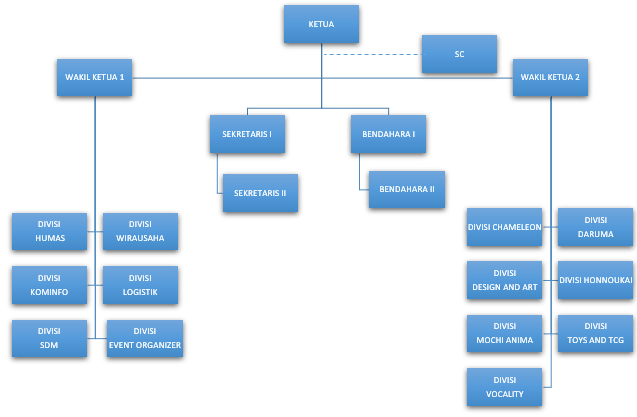 KETUA
SC
WAKIL KETUA 1
WAKIL KETUA 2
SEKRETARIS I
BENDAHARA I
SEKRETARIS II
BENDAHARA II
DIVISI
HUMAS
DIVISI
WIRAUSAHA
DIVISI
KOMINFO
DIVISI
LOGISTIK
DIVISI
SDM
DIVISI
EVENT ORGANIZER
DIVISI CHAMELEON
DIVISI
DARUMA
DIVISI
DESIGN AND ART
DIVISI HONNOUKAI
DIVISI
MOCHI ANIMA
DIVISI
TOYS AND TCG
DIVISI
VOCALITY